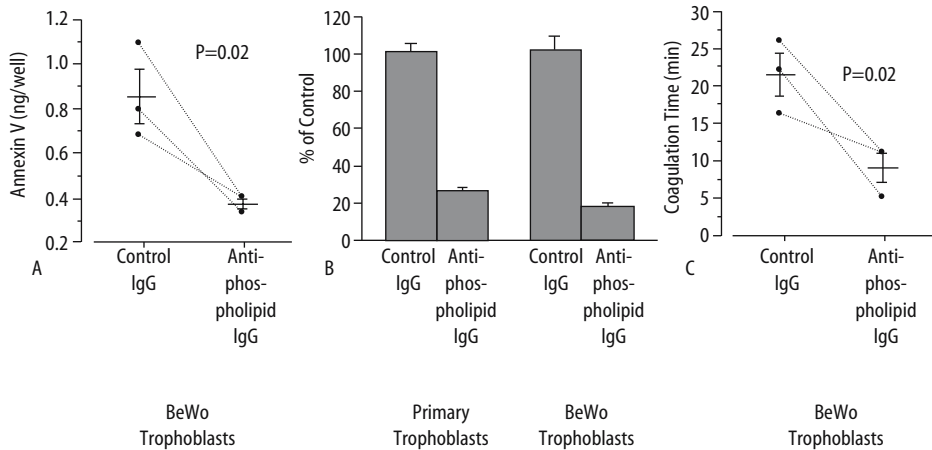 1.2
1.0
0.8
0.6
0.4
0.2
Annexin V (ng/well)
P=0.02
Control
IgG
Anti-
phos-
pholipid
IgG
A
BeWo
Trophoblasts
120
100
80
60
40
20
0
% of Control
Control
IgG
Anti-
phos-
pholipid
IgG
Control
IgG
Anti-
phos-
pholipid
IgG
B
Primary
Trophoblasts
BeWo
Trophoblasts
30
25
20
15
10
5
0
Coagulation Time (min)
P=0.02
Control
IgG
Anti-
phos-
pholipid
IgG
C
BeWo
Trophoblasts